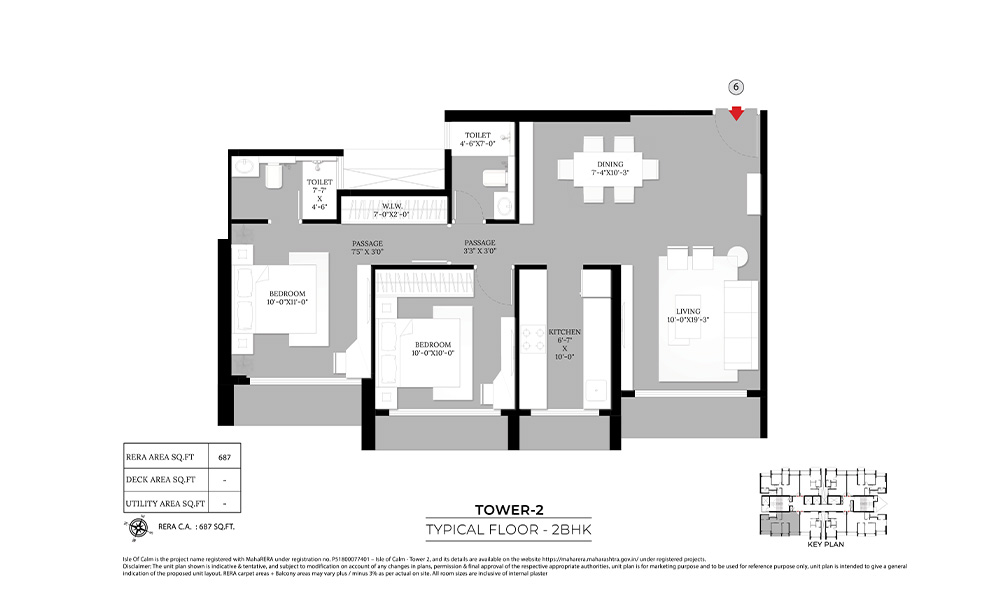 6
TOILET
4'-6"X7'-0"
DINING
7'-4"X10'-3"
TOILET
7'-7"
X
4'-6"
W.I.W.
7'-0"X2'-0"
PASSAGE
7'5" X 3'0"
PASSAGE
3'3" X 3'0"
BEDROOM
10'-0"X11'-0"
LIVING
10'-0"X19'-3"
KITCHEN
6'-7"
X
10'-0"
BEDROOM
10'-0"X10'-0"
RERA AREA SQ.FT 687
DECK AREA SQ.FT -
UTILITY AREA SQ.FT -
RERA C.A. : 687 SQ.FT.
TOWER-2
TYPICAL FLOOR - 2BHK
KEY PLAN
Isle Of Calm is the project name registered with MahaRERA under registration no. P51800077401 – Isle of Calm - Tower 2, and its details are available on the website https://maharera.maharashtra.gov.in/ under registered projects.
Disclaimer: The unit plan shown is indicative & tentative, and subject to modification on account of any changes in plans, permission & final approval of the respective appropriate authorities. unit plan is for marketing purpose and to be used for reference purpose only, unit plan is intended to give a general
indication of the proposed unit layout. RERA carpet areas + Balcony areas may vary plus / minus 3% as per actual on site. All room sizes are inclusive of internal plaster